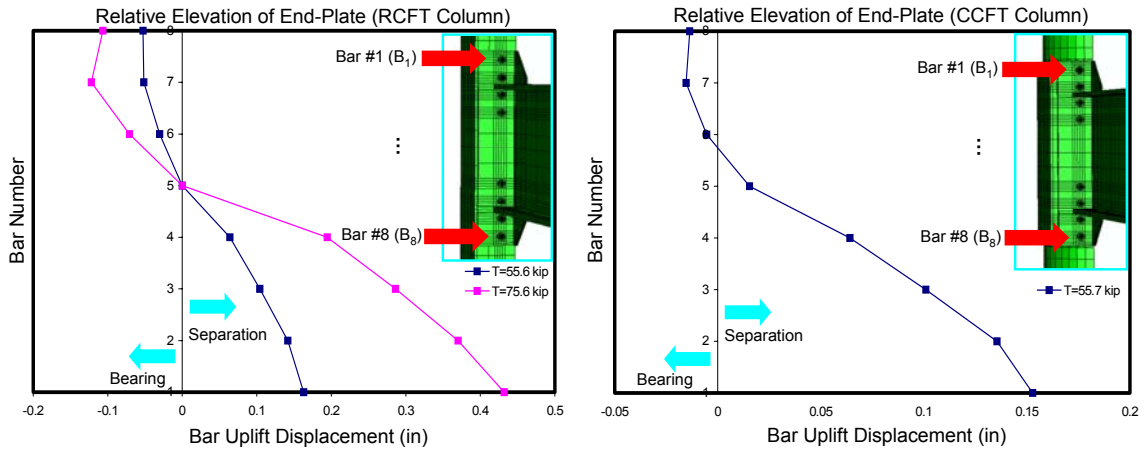 Relative Elevation of End-Plate (RCFT Column)
8
7
6
5
4
3
2
1
Bar Number
Bar #1 (B₁)
...
Bar #8 (B₈)
T=55.6 kip
T=75.6 kip
Separation
Bearing
-0.2 -0.1 0 0.1 0.2 0.3 0.4 0.5
Bar Uplift Displacement (in)
Relative Elevation of End-Plate (CCFT Column)
8
7
6
5
4
3
2
1
Bar Number
Bar #1 (B₁)
...
Bar #8 (B₈)
T=55.7 kip
Separation
Bearing
-0.05 0 0.05 0.1 0.15 0.2
Bar Uplift Displacement (in)